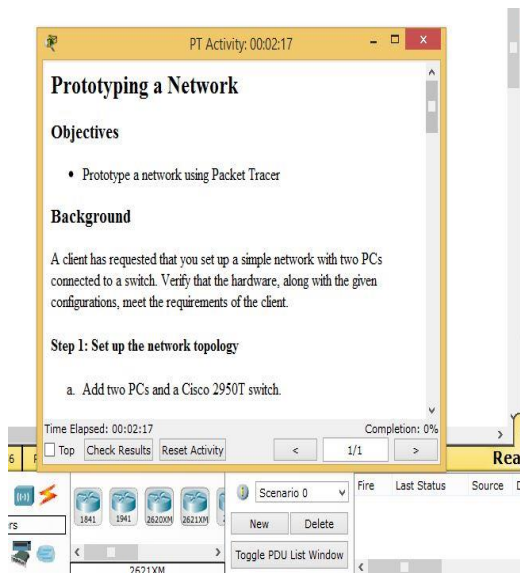 PT Activity: 00:02:17
Prototyping a Network
Objectives
• Prototype a network using Packet Tracer
Background
A client has requested that you set up a simple network with two PCs
connected to a switch. Verify that the hardware, along with the given
configurations, meet the requirements of the client.
Step 1: Set up the network topology
a. Add two PCs and a Cisco 2950T switch.
Time Elapsed: 00:02:17 Completion: 0%
Top Check Results Reset Activity < 1/1 >
6 Rea
Scenario 0 Fire Last Status Source D
1841 1941 2620XM 2621XM
rs New Delete
Toggle PDU List Window
2621XM